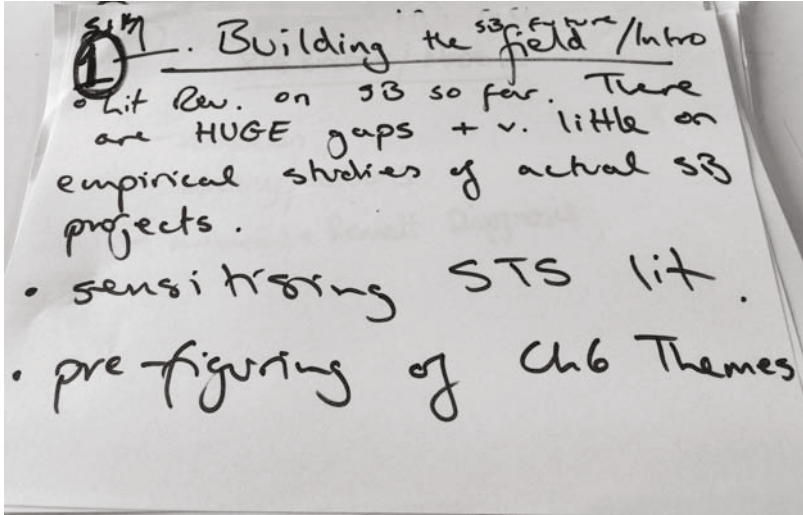 1. Building the SB future field/Intro
• Lit Rev. on SB so far. There
are HUGE gaps + v. little on
empirical studies of actual SB
projects.
• sensitising STS lit.
• pre-figuring of Ch6 Themes